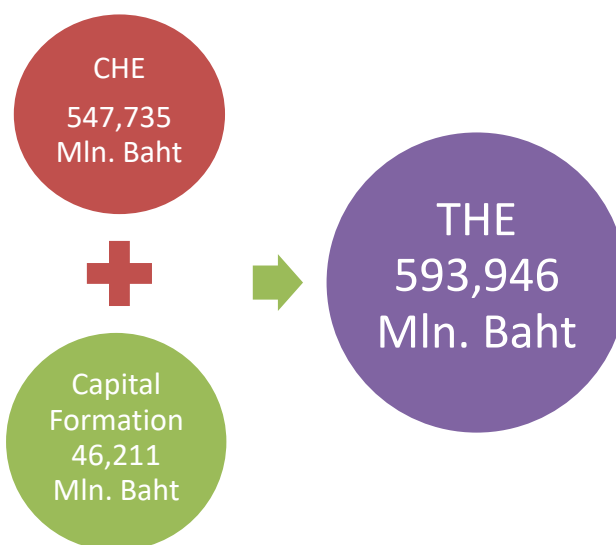 CHE
547,735
Mln. Baht
Capital
Formation
46,211
Mln. Baht
THE
593,946
Mln. Baht